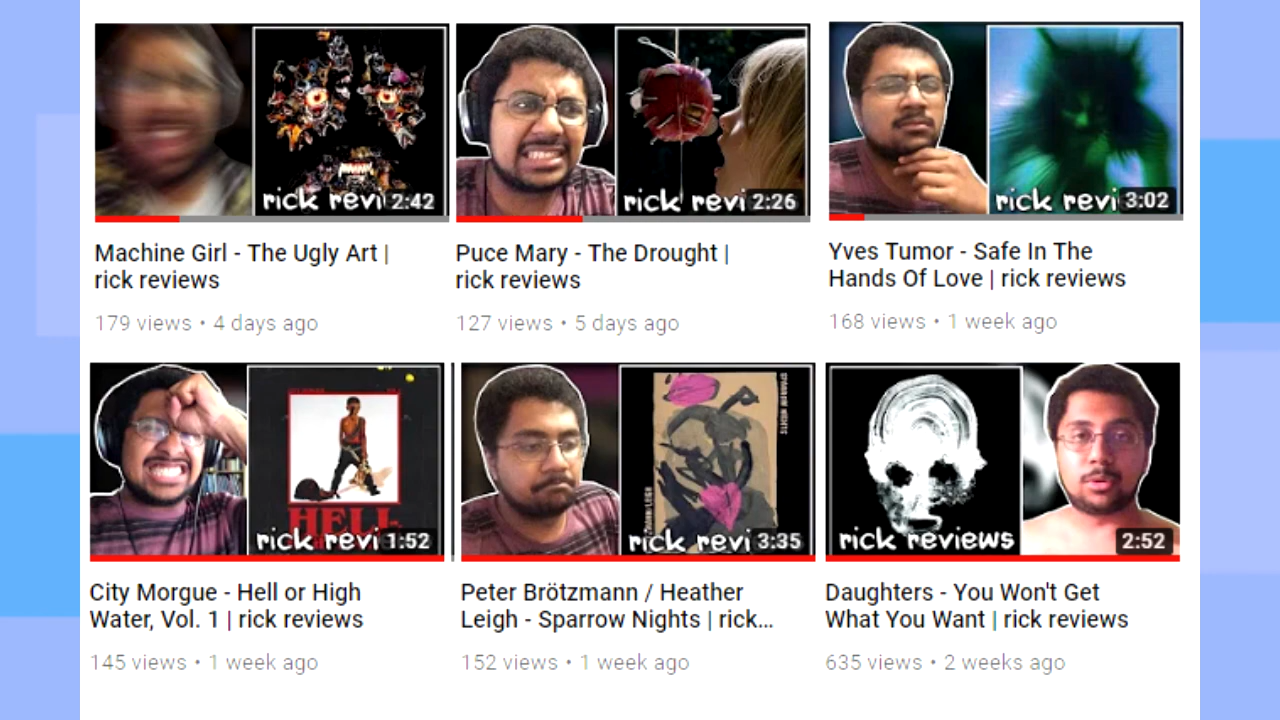 rick revi 2:42
rick revi 2:26
rick revi 3:02
Machine Girl - The Ugly Art |
rick reviews
179 views • 4 days ago
Puce Mary - The Drought |
rick reviews
127 views • 5 days ago
Yves Tumor - Safe In The
Hands Of Love | rick reviews
168 views • 1 week ago
HELL
rick revi 1:52
SPARROW NIGHTS
rick revi 3:35
rick reviews 2:52
City Morgue - Hell or High
Water, Vol. 1 | rick reviews
145 views • 1 week ago
Peter Brötzmann / Heather
Leigh - Sparrow Nights | rick...
152 views • 1 week ago
Daughters - You Won't Get
What You Want | rick reviews
635 views • 2 weeks ago